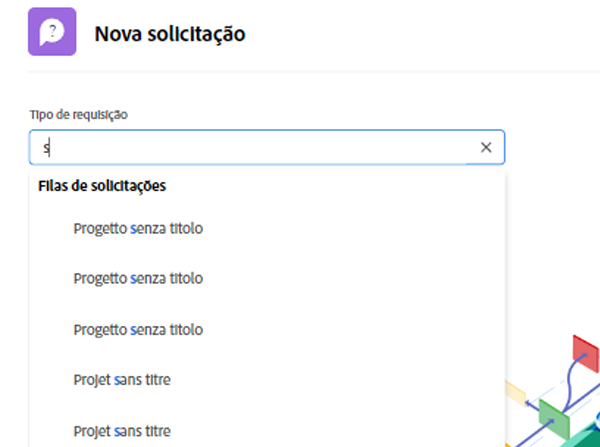 Nova solicitação
Tipo de requisição
s
Filas de solicitações
Progetto senza titolo
Progetto senza titolo
Progetto senza titolo
Projet sans titre
Projet sans titre